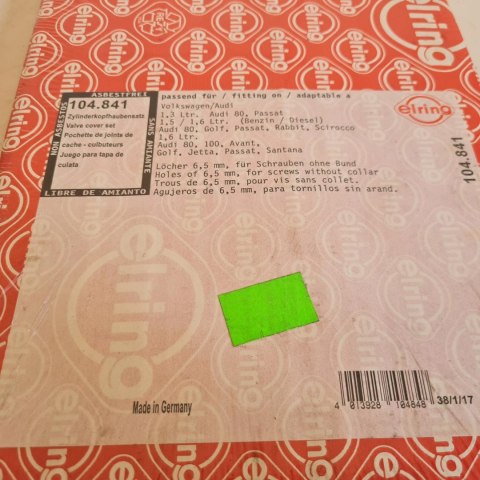 ASBESTFREI
NON ASBESTOS
SANS AMIANTE
LIBRE DE AMIANTO
104.841
Zylinderkopfhaubensatz
Valve cover set
Pochette de joints de
cache - culbuteurs
Juego para tapa de
culata
passend für / fitting on / adaptable a
Volkswagen/Audi
1,3 Ltr. Audi 80, Passat
1,5 / 1,6 Ltr. (Benzin / Diesel)
Audi 80, Golf, Passat, Rabbit, Scirocco
1,6 Ltr.
Audi 80, 100, Avant,
Golf, Jetta, Passat, Santana
Löcher 6,5 mm, für Schrauben ohne Bund
Holes of 6,5 mm, for screws without collar
Trous de 6,5 mm, pour vis sans collet.
Agujeros de 6,5 mm, para tornillos sin arand.
elring
104.841
elring
elring
Made in Germany
4 013928 104848
38/1/17